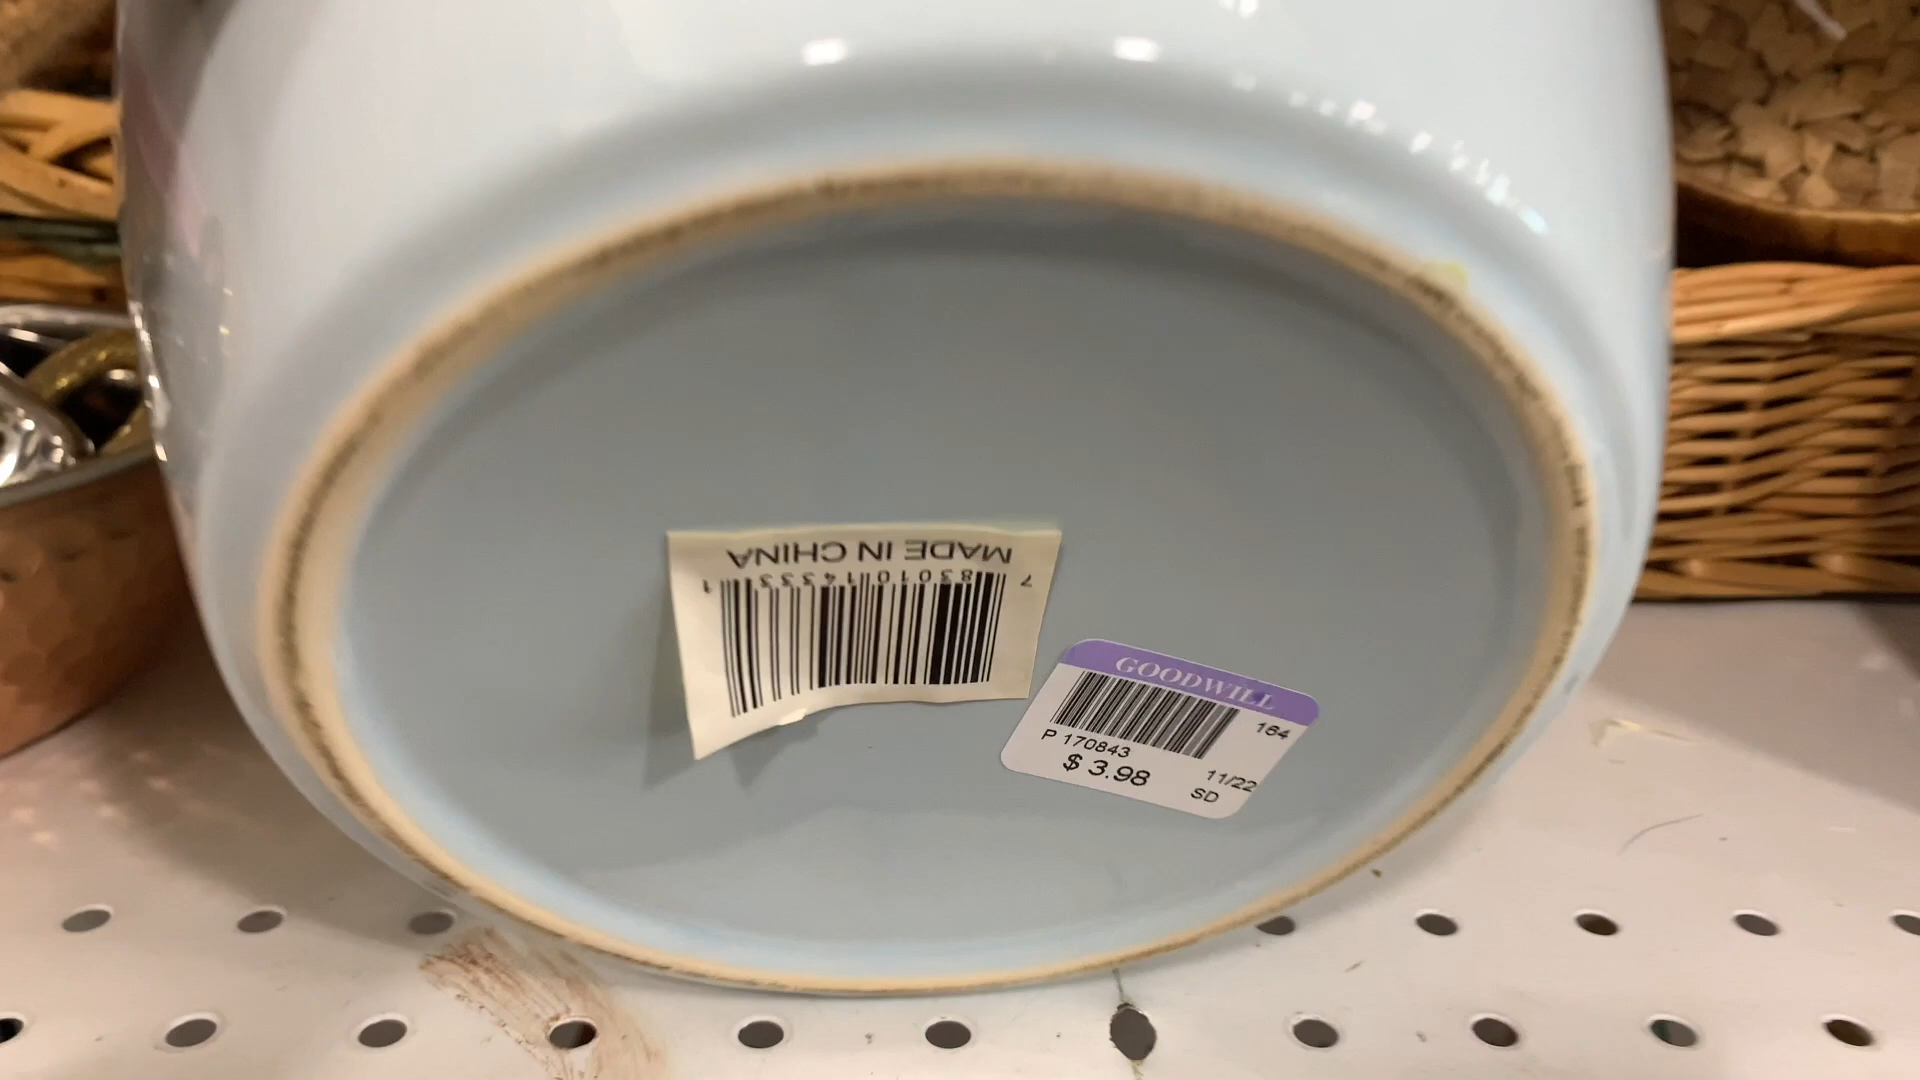 MADE IN CHINA
7 83010 14333 1
GOODWILL
164
P 170843
$ 3.98
11/22
SD